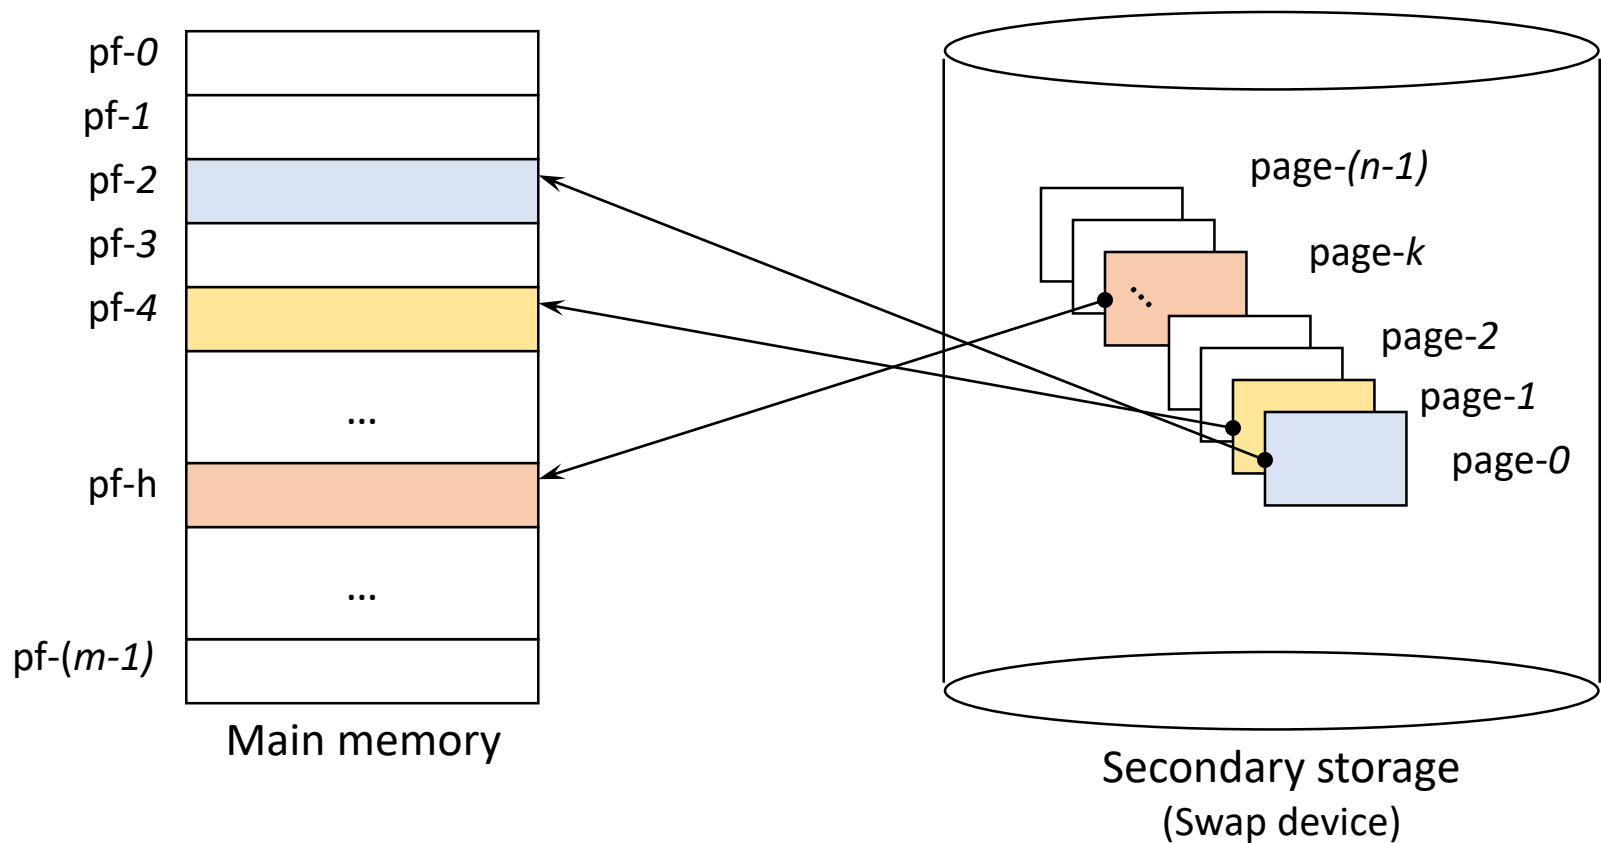 pf-0
pf-1
pf-2
pf-3
pf-4
...
pf-h
...
pf-(m-1)
Main memory
page-(n-1)
page-k
...
page-2
page-1
page-0
Secondary storage
(Swap device)